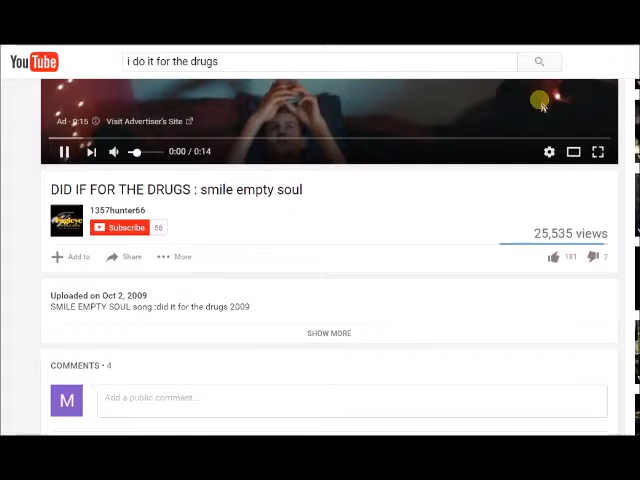 YouTube
i do it for the drugs
Ad · 0:15 Visit Advertiser's Site
0:00 / 0:14
DID IF FOR THE DRUGS : smile empty soul
1357hunter66
Subscribe 56
25,535 views
Add to Share More
181 7
Uploaded on Oct 2, 2009
SMILE EMPTY SOUL song :did it for the drugs 2009
SHOW MORE
COMMENTS • 4
M
Add a public comment...